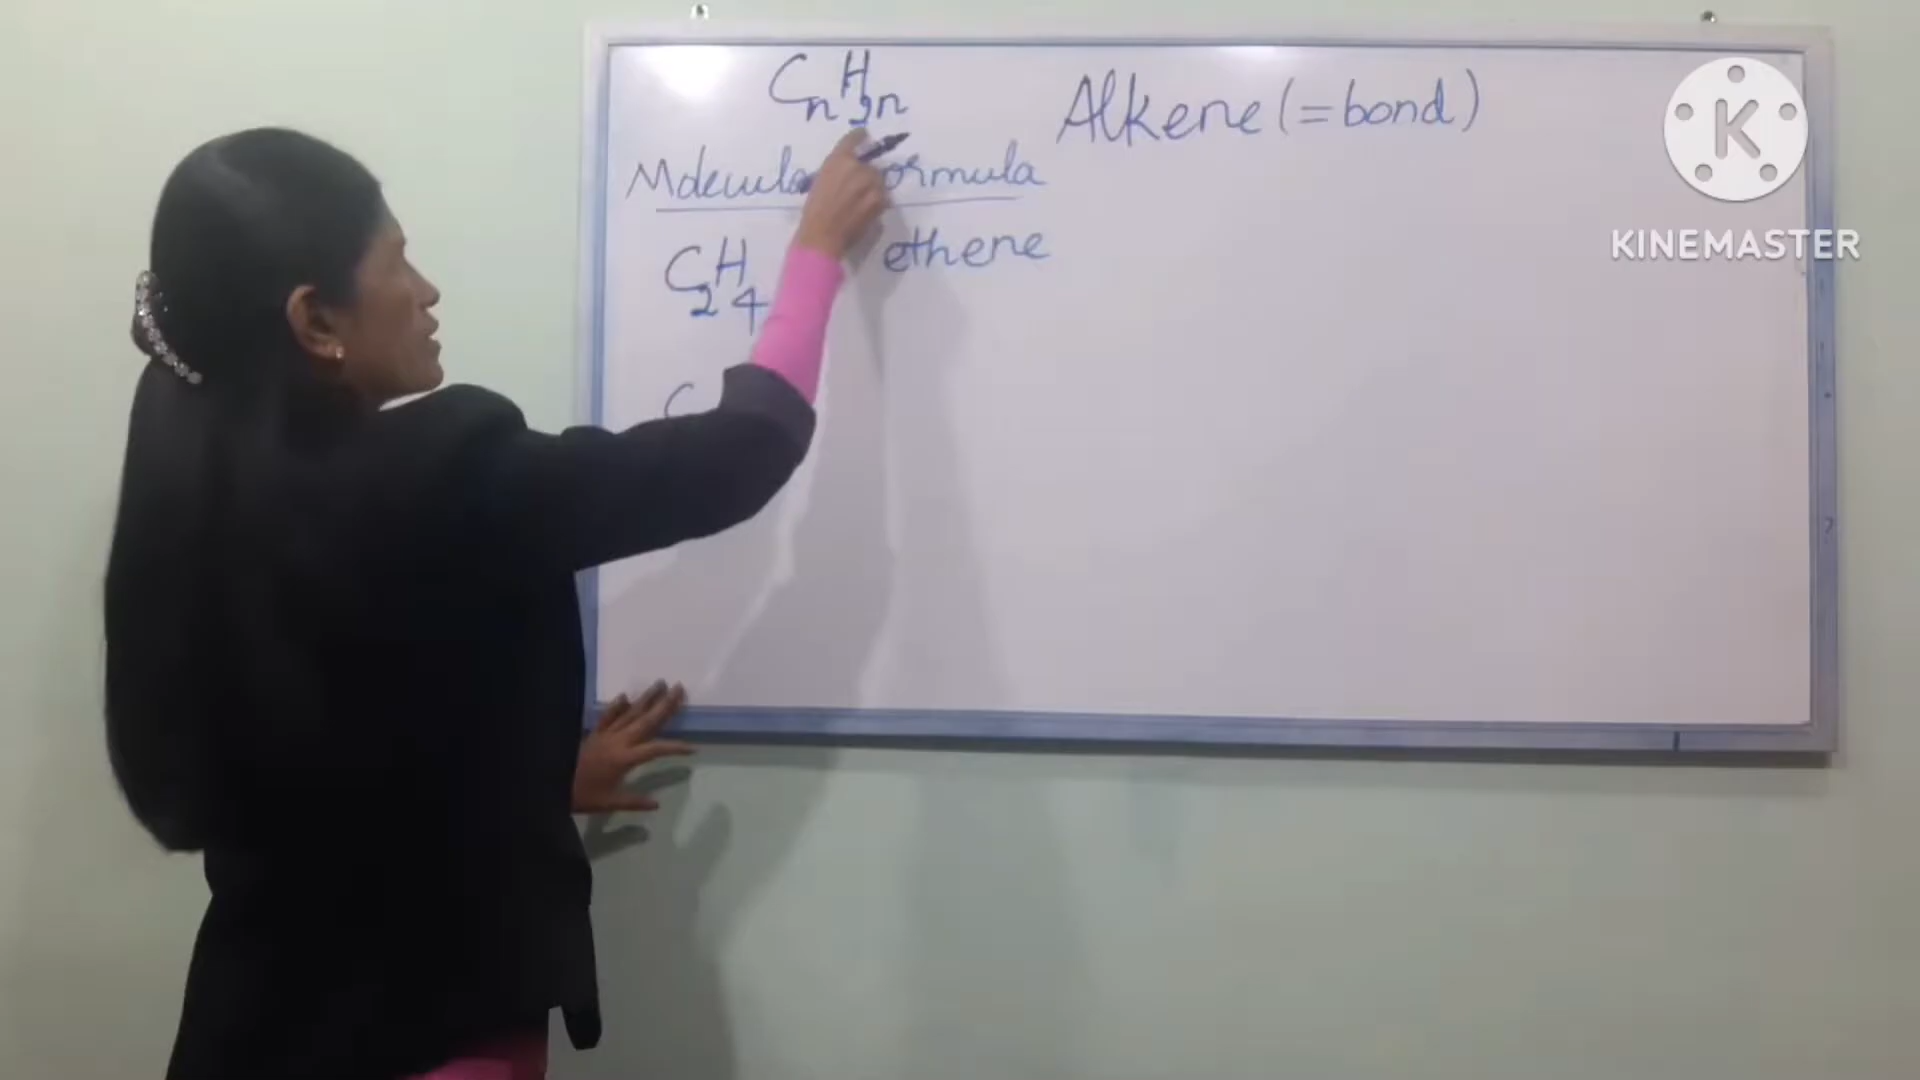 CnH2n
Alkene (= bond)
Molecular formula
C2H4 ethene
C
K
KINEMASTER